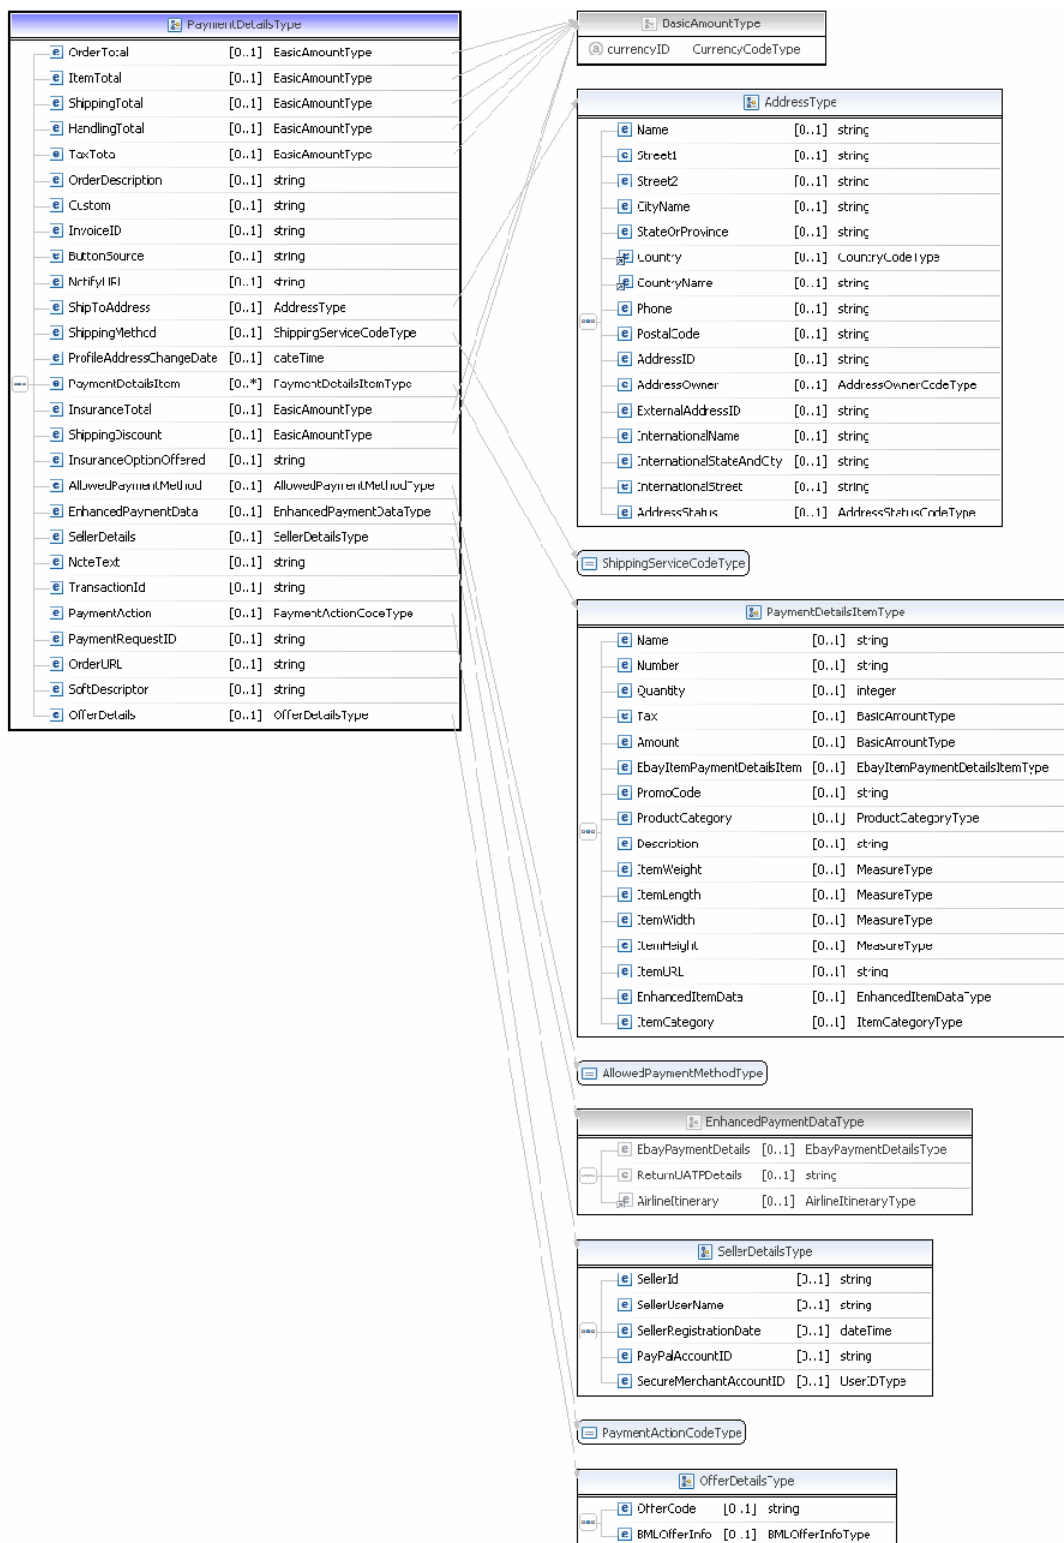 PaymentDetailsType
OrderTotal [0..1] BasicAmountType
ItemTotal [0..1] BasicAmountType
ShippingTotal [0..1] BasicAmountType
HandlingTotal [0..1] BasicAmountType
TaxTotal [0..1] BasicAmountType
OrderDescription [0..1] string
Custom [0..1] string
InvoiceID [0..1] string
ButtonSource [0..1] string
NotifyURL [0..1] string
ShipToAddress [0..1] AddressType
ShippingMethod [0..1] ShippingServiceCodeType
ProfileAddressChangeDate [0..1] dateTime
PaymentDetailsItem [0..*] PaymentDetailsItemType
InsuranceTotal [0..1] BasicAmountType
ShippingDiscount [0..1] BasicAmountType
InsuranceOptionOffered [0..1] string
AllowedPaymentMethod [0..1] AllowedPaymentMethodType
EnhancedPaymentData [0..1] EnhancedPaymentDataType
SellerDetails [0..1] SellerDetailsType
NoteText [0..1] string
TransactionId [0..1] string
PaymentAction [0..1] PaymentActionCodeType
PaymentRequestID [0..1] string
OrderURL [0..1] string
SoftDescriptor [0..1] string
OfferDetails [0..1] OfferDetailsType
BasicAmountType
currencyID CurrencyCodeType
AddressType
Name [0..1] string
Street1 [0..1] string
Street2 [0..1] string
CityName [0..1] string
StateOrProvince [0..1] string
Country [0..1] CountryCodeType
CountryName [0..1] string
Phone [0..1] string
PostalCode [0..1] string
AddressID [0..1] string
AddressOwner [0..1] AddressOwnerCodeType
ExternalAddressID [0..1] string
InternationalName [0..1] string
InternationalStateAndCity [0..1] string
InternationalStreet [0..1] string
AddressStatus [0..1] AddressStatusCodeType
ShippingServiceCodeType
PaymentDetailsItemType
Name [0..1] string
Number [0..1] string
Quantity [0..1] integer
Tax [0..1] BasicAmountType
Amount [0..1] BasicAmountType
EbayItemPaymentDetailsItem [0..1] EbayItemPaymentDetailsItemType
PromoCode [0..1] string
ProductCategory [0..1] ProductCategoryType
Description [0..1] string
ItemWeight [0..1] MeasureType
ItemLength [0..1] MeasureType
ItemWidth [0..1] MeasureType
ItemHeight [0..1] MeasureType
ItemURL [0..1] string
EnhancedItemData [0..1] EnhancedItemDataType
ItemCategory [0..1] ItemCategoryType
AllowedPaymentMethodType
EnhancedPaymentDataType
EbayPaymentDetails [0..1] EbayPaymentDetailsType
ReturnUATPDetails [0..1] string
AirlineItinerary [0..1] AirlineItineraryType
SellerDetailsType
SellerId [0..1] string
SellerUserName [0..1] string
SellerRegistrationDate [0..1] dateTime
PayPalAccountID [0..1] string
SecureMerchantAccountID [0..1] UserIDType
PaymentActionCodeType
OfferDetailsType
OfferCode [0..1] string
BMLOfferInfo [0..1] BMLOfferInfoType